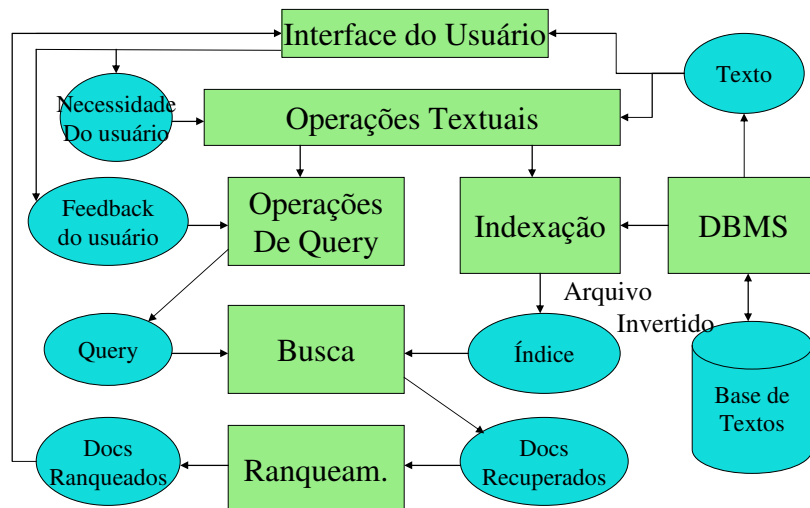 Interface do Usuário
Texto
Necessidade
Do usuário
Operações Textuais
Feedback
do usuário
Operações
De Query
Indexação
DBMS
Arquivo
Invertido
Query
Busca
Índice
Base de
Textos
Docs
Ranqueados
Ranqueam.
Docs
Recuperados